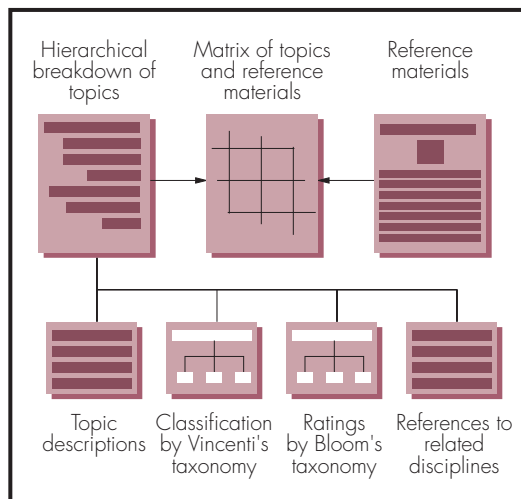 Hierarchical
breakdown of
topics
Matrix of topics
and reference
materials
Reference
materials
Topic
descriptions
Classification
by Vincenti's
taxonomy
Ratings
by Bloom's
taxonomy
References to
related
disciplines